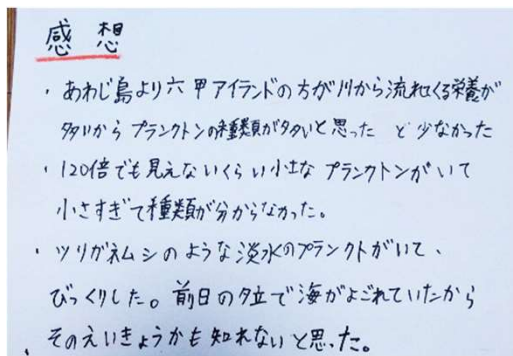 感想
・あわじ島より六甲アイランドの方が川から流れてくる栄養が
多いからプランクトンの種類が多いと思った ど 少なかった
・120倍でも見えないくらい小さな プランクトンがいて
小さすぎて種類が分からなかった。
・ツリガネムシのような淡水のプランクトがいて、
びっくりした。前日の夕立で海がよごれていたから
そのえいきょうかも知れないと思った。